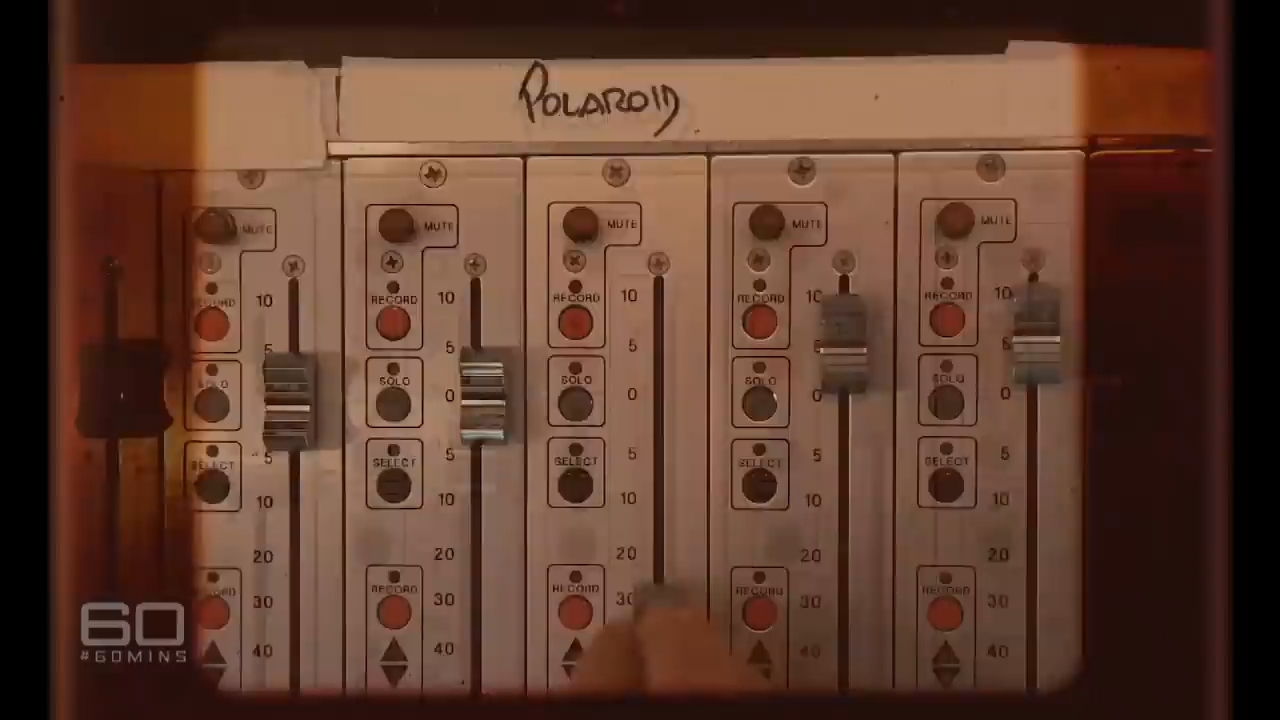 POLAROID
MUTE MUTE MUTE MUTE MUTE
RECORD RECORD RECORD RECORD RECORD
10 10 10 10 10
5 5 5 5 5
SOLO SOLO SOLO SOLO SOLO
0 0 0 0
5 5 5 5 5
SELECT SELECT SELECT SELECT SELECT
10 10 10 10 10
20 20 20 20 20
RECORD RECORD RECORD RECORD
30 30 30 30 30
40 40 40 40
60
#60MINS